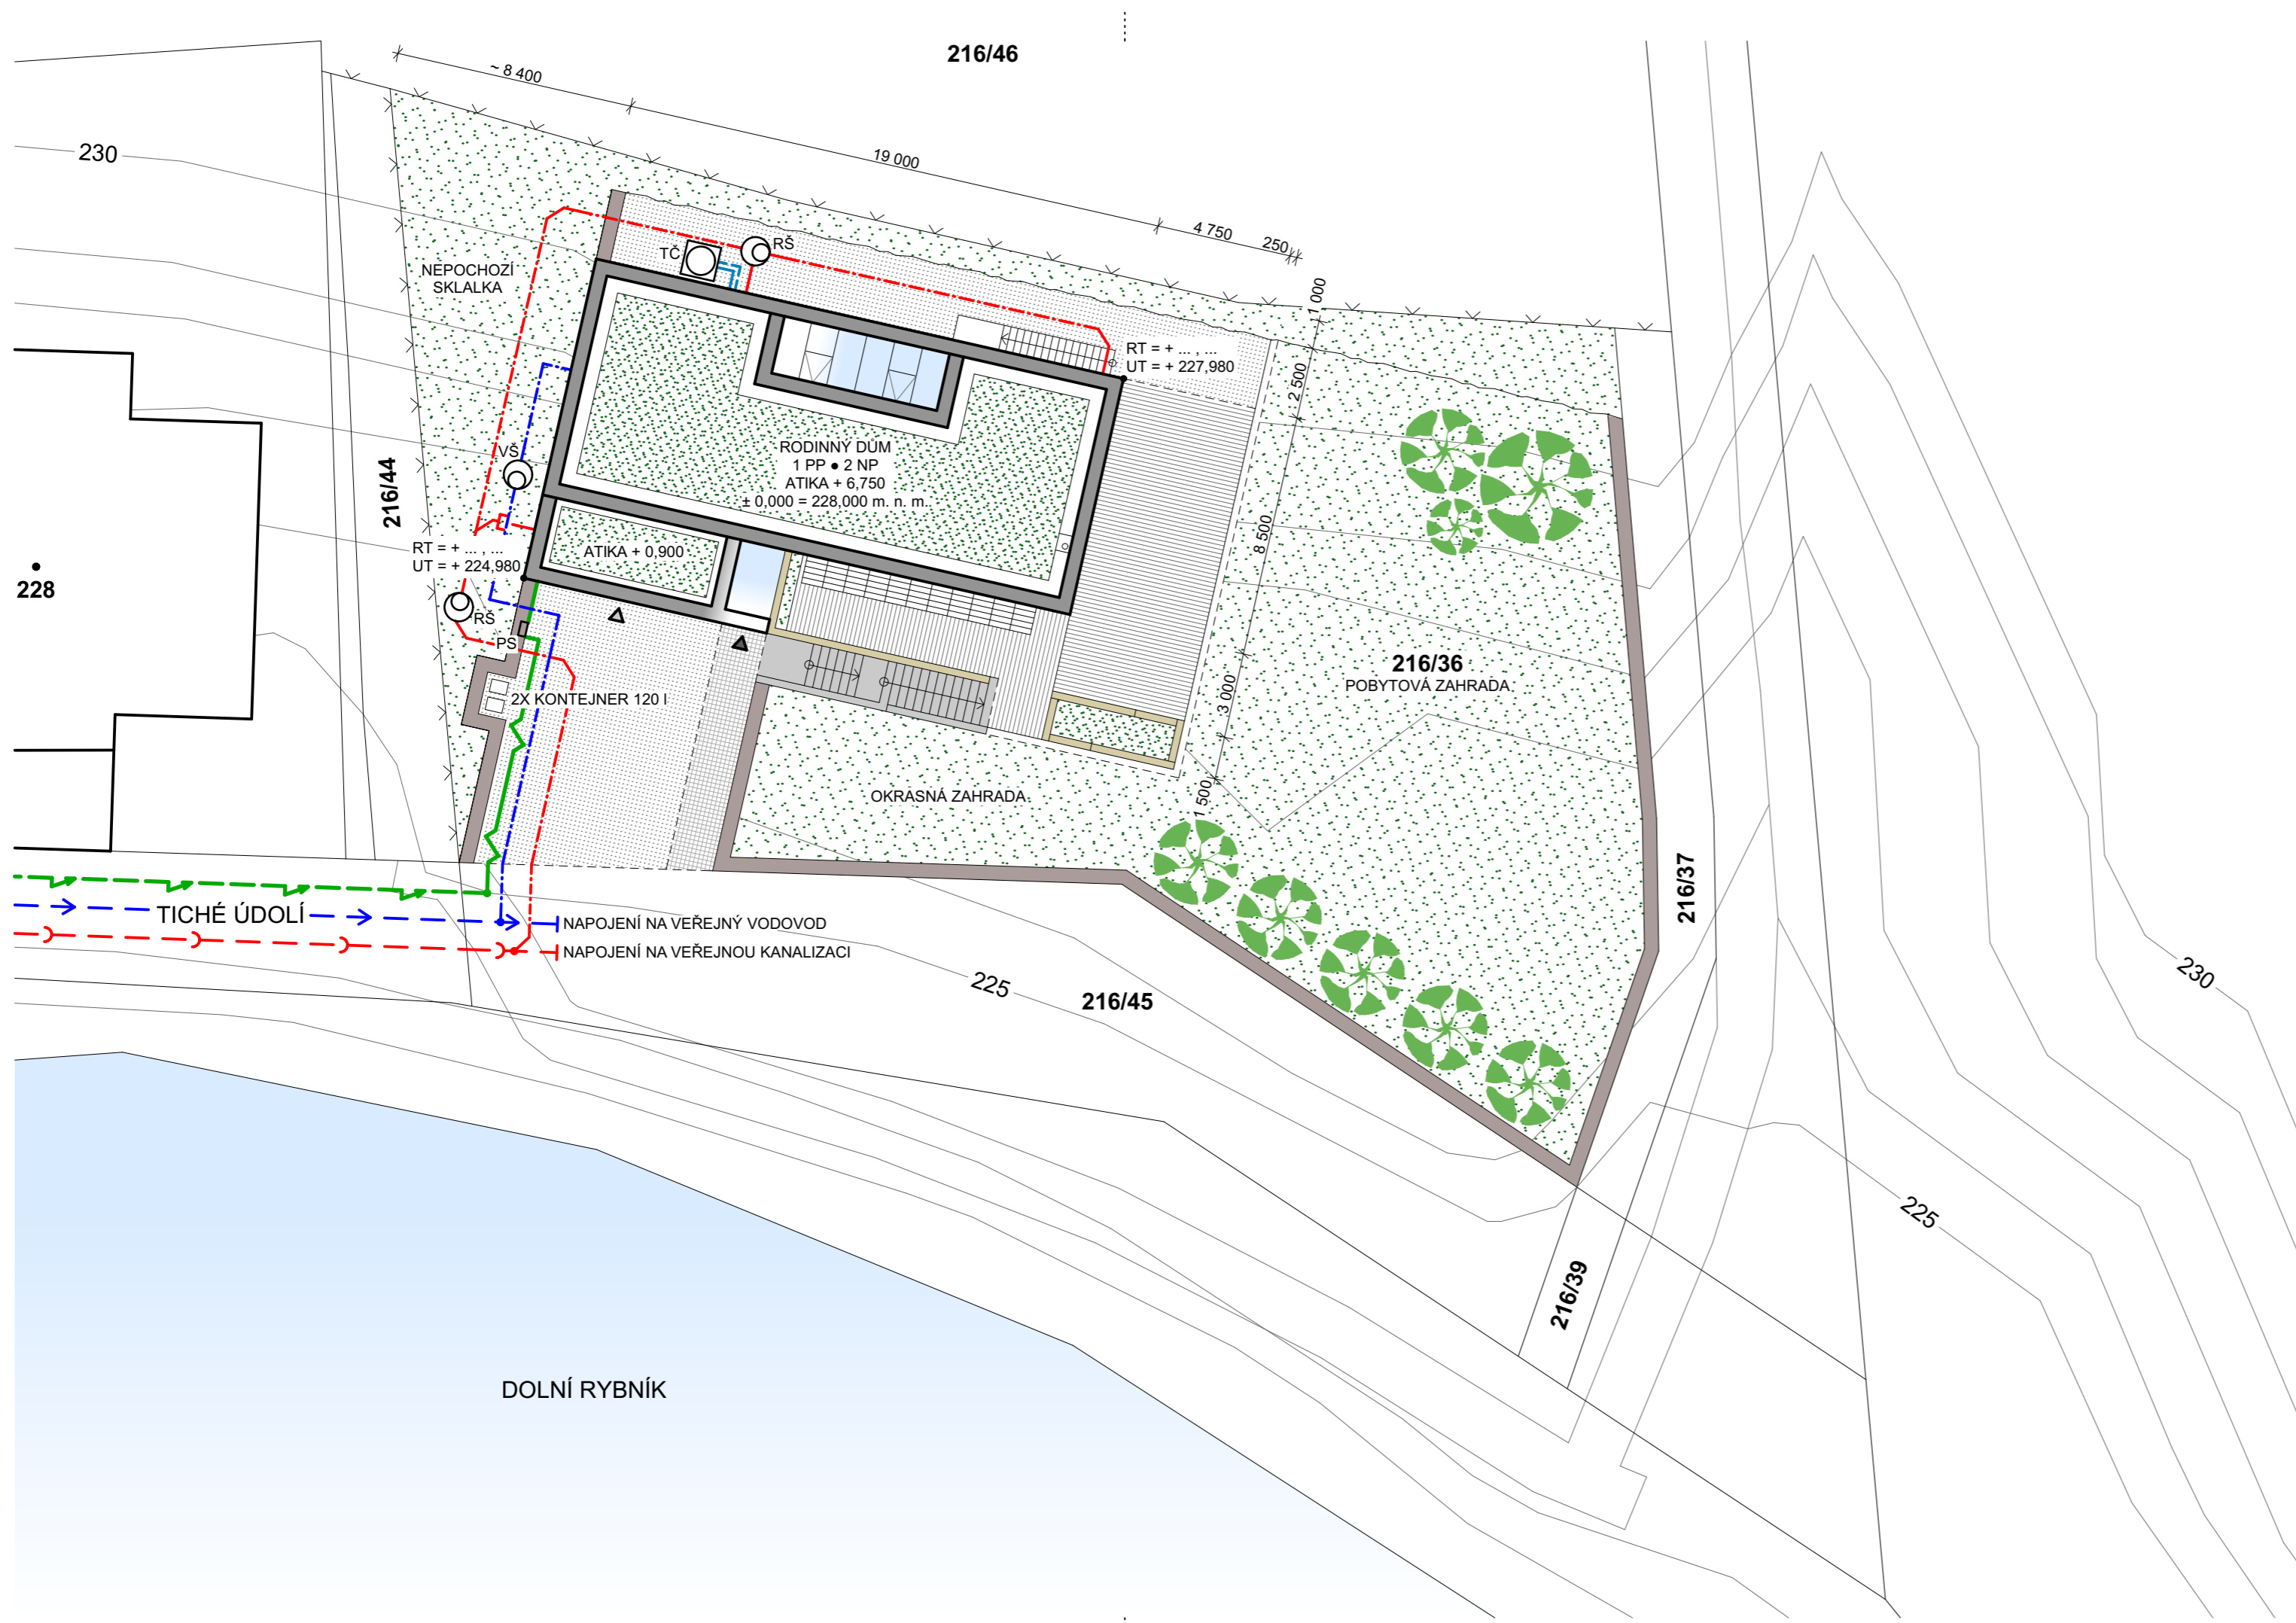 216/46
~ 8 400
19 000
4 750
250
230
1 000
TČ
RŠ
NEPOCHOZÍ
SKLALKA
RT = + ... , ...
UT = + 227,980
2 500
RODINNÝ DŮM
1 PP ● 2 NP
ATIKA + 6,750
± 0,000 = 228,000 m. n. m.
VŠ
216/44
8 500
RT = + ... , ...
UT = + 224,980
ATIKA + 0,900
228
RŠ
PS
216/36
POBYTOVÁ ZAHRADA
2X KONTEJNER 120 l
3 000
OKRASNÁ ZAHRADA
1 500
216/37
TICHÉ ÚDOLÍ
NAPOJENÍ NA VEŘEJNÝ VODOVOD
NAPOJENÍ NA VEŘEJNOU KANALIZACI
225
216/45
230
225
216/39
DOLNÍ RYBNÍK